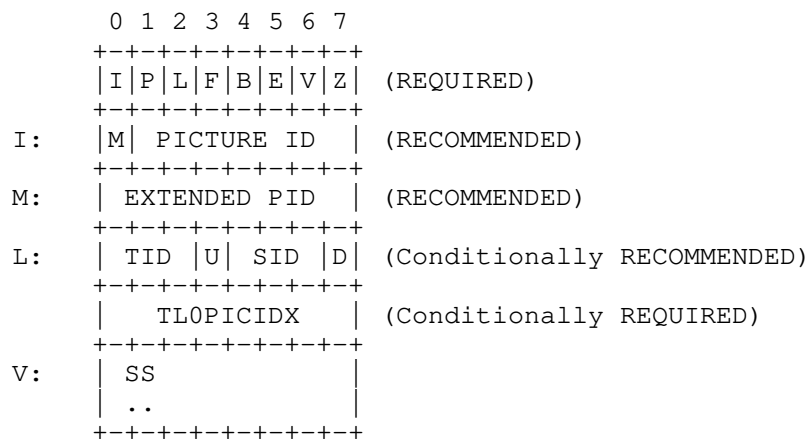 0 1 2 3 4 5 6 7
+-+-+-+-+-+-+-+-+
|I|P|L|F|B|E|V|Z| (REQUIRED)
+-+-+-+-+-+-+-+-+
I: |M| PICTURE ID | (RECOMMENDED)
+-+-+-+-+-+-+-+-+
M: | EXTENDED PID | (RECOMMENDED)
+-+-+-+-+-+-+-+-+
L: | TID |U| SID |D| (Conditionally RECOMMENDED)
+-+-+-+-+-+-+-+-+
| TL0PICIDX | (Conditionally REQUIRED)
+-+-+-+-+-+-+-+-+
V: | SS |
| .. |
+-+-+-+-+-+-+-+-+